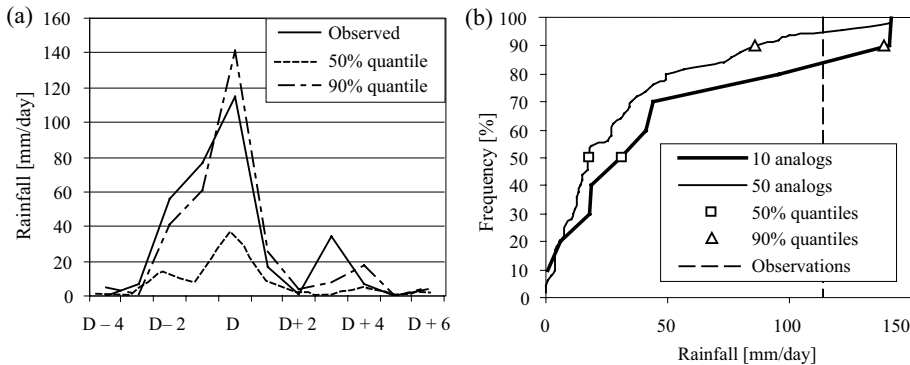 (a)
160
140
120
100
80
60
40
20
0
Rainfall [mm/day]
Observed
50% quantile
90% quantile
D – 4
D– 2
D
D+ 2
D + 4
D + 6
(b)
100
90
80
70
60
50
40
30
20
10
0
Frequency [%]
10 analogs
50 analogs
50% quantiles
90% quantiles
Observations
0
50
100
150
Rainfall [mm/day]